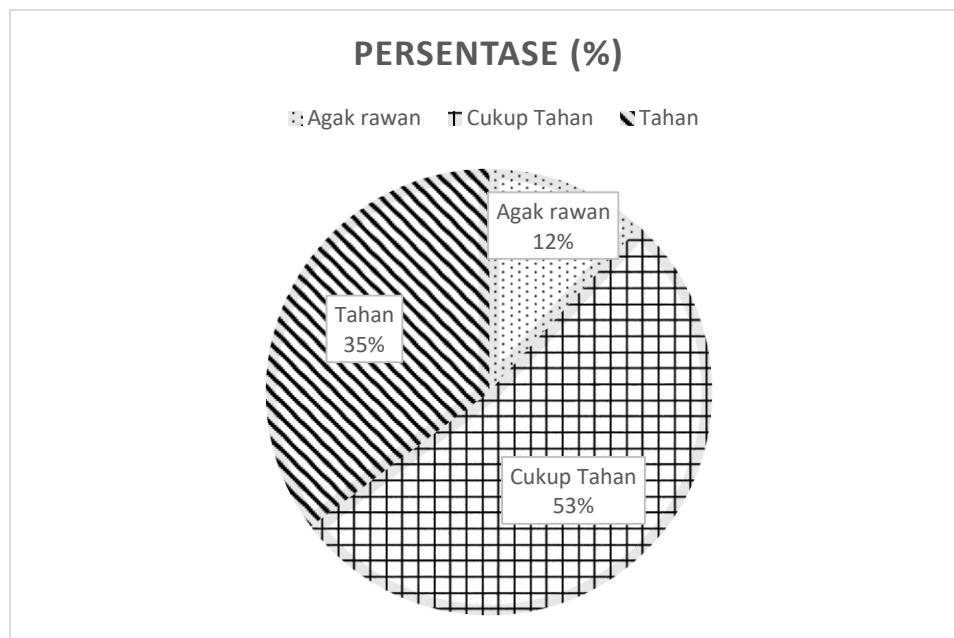 PERSENTASE (%)
Agak rawan Cukup Tahan Tahan
Agak rawan
12%
Tahan
35%
Cukup Tahan
53%